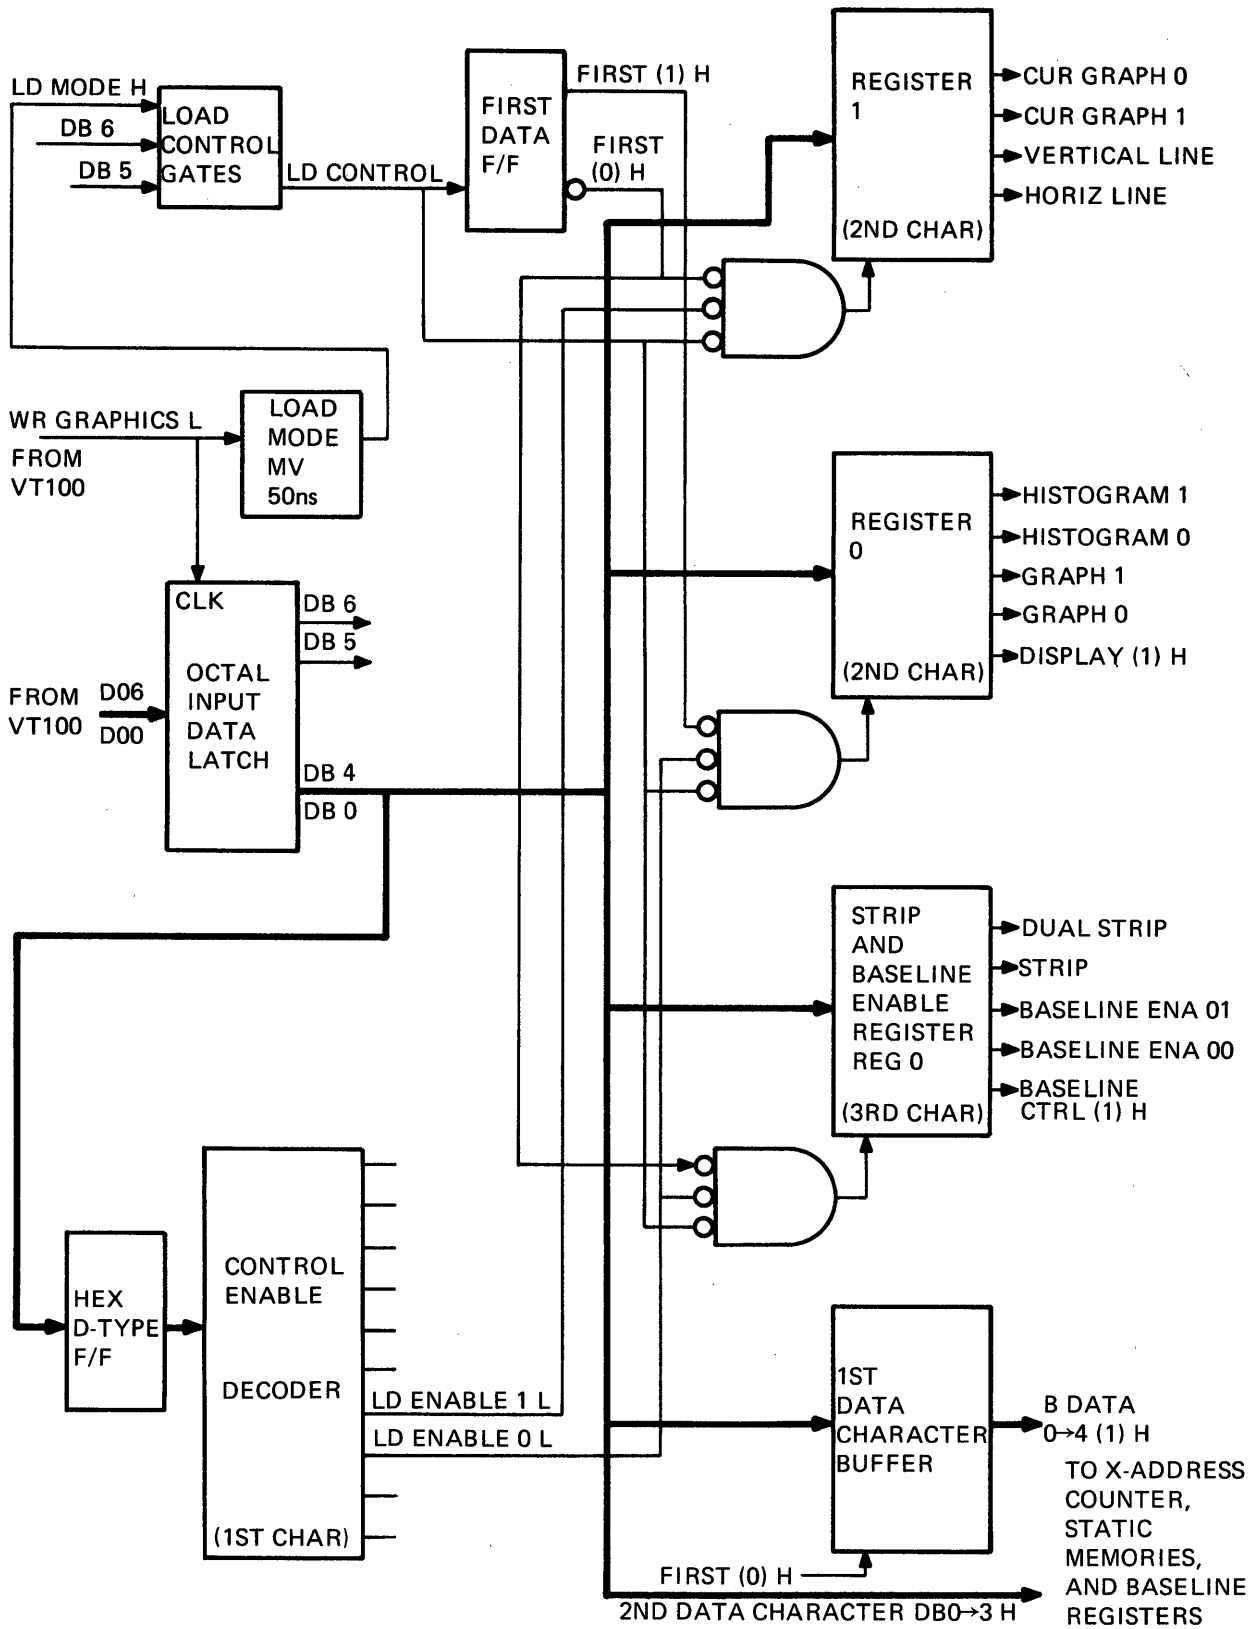 LD MODE H
DB 6
DB 5
LOAD
CONTROL
GATES
LD CONTROL
FIRST
DATA
F/F
FIRST (1) H
FIRST
(0) H
REGISTER
1
(2ND CHAR)
CUR GRAPH 0
CUR GRAPH 1
VERTICAL LINE
HORIZ LINE
WR GRAPHICS L
FROM
VT100
LOAD
MODE
MV
50ns
CLK
OCTAL
INPUT
DATA
LATCH
FROM
VT100
D06
D00
DB 6
DB 5
DB 4
DB 0
REGISTER
0
(2ND CHAR)
HISTOGRAM 1
HISTOGRAM 0
GRAPH 1
GRAPH 0
DISPLAY (1) H
STRIP
AND
BASELINE
ENABLE
REGISTER
REG 0
(3RD CHAR)
DUAL STRIP
STRIP
BASELINE ENA 01
BASELINE ENA 00
BASELINE
CTRL (1) H
HEX
D-TYPE
F/F
CONTROL
ENABLE
DECODER
(1ST CHAR)
LD ENABLE 1 L
LD ENABLE 0 L
1ST
DATA
CHARACTER
BUFFER
FIRST (0) H
B DATA
0→4 (1) H
TO X-ADDRESS
COUNTER,
STATIC
MEMORIES,
AND BASELINE
REGISTERS
2ND DATA CHARACTER DB0→3 H